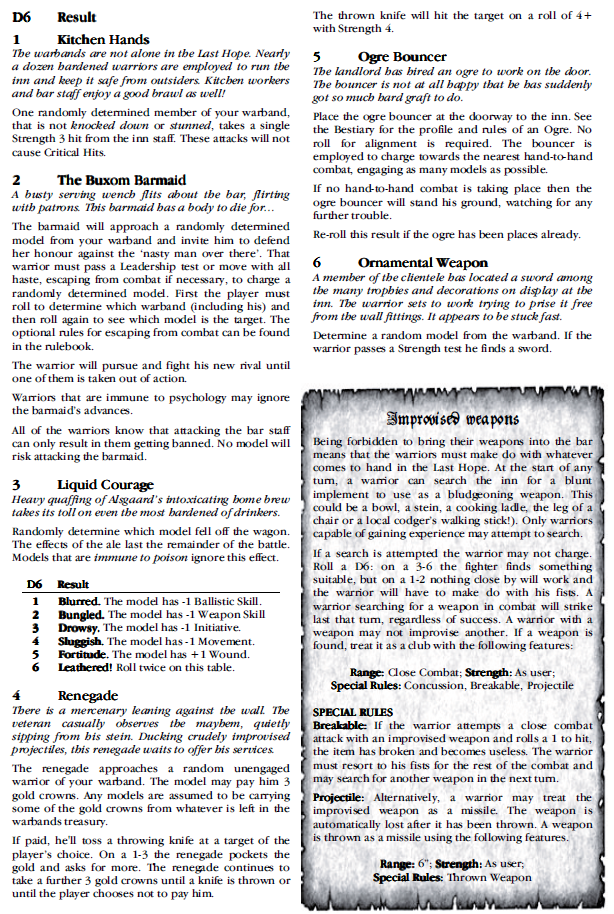 D6 Result
1 Kitchen Hands
The warbands are not alone in the Last Hope. Nearly
a dozen hardened warriors are employed to run the
inn and keep it safe from outsiders. Kitchen workers
and bar staff enjoy a good brawl as well!
One randomly determined member of your warband,
that is not knocked down or stunned, takes a single
Strength 3 hit from the inn staff. These attacks will not
cause Critical Hits.
2 The Buxom Barmaid
A busty serving wench flits about the bar, flirting
with patrons. This barmaid has a body to die for...
The barmaid will approach a randomly determined
model from your warband and invite him to defend
her honour against the 'nasty man over there'. That
warrior must pass a Leadership test or move with all
haste, escaping from combat if necessary, to charge a
randomly determined model. First the player must
roll to determine which warband (including his) and
then roll again to see which model is the target. The
optional rules for escaping from combat can be found
in the rulebook.
The warrior will pursue and fight his new rival until
one of them is taken out of action.
Warriors that are immune to psychology may ignore
the barmaid's advances.
All of the warriors know that attacking the bar staff
can only result in them getting banned. No model will
risk attacking the barmaid.
3 Liquid Courage
Heavy quaffing of Alsgaard's intoxicating home brew
takes its toll on even the most hardened of drinkers.
Randomly determine which model fell off the wagon.
The effects of the ale last the remainder of the battle.
Models that are immune to poison ignore this effect.
D6 Result
1 Blurred. The model has -1 Ballistic Skill.
2 Bungled. The model has -1 Weapon Skill
3 Drowsy. The model has -1 Initiative.
4 Sluggish. The model has -1 Movement.
5 Fortitude. The model has +1 Wound.
6 Leathered! Roll twice on this table.
4 Renegade
There is a mercenary leaning against the wall. The
veteran casually observes the mayhem, quietly
sipping from his stein. Ducking crudely improvised
projectiles, this renegade waits to offer his services.
The renegade approaches a random unengaged
warrior of your warband. The model may pay him 3
gold crowns. Any models are assumed to be carrying
some of the gold crowns from whatever is left in the
warbands treasury.
If paid, he'll toss a throwing knife at a target of the
player's choice. On a 1-3 the renegade pockets the
gold and asks for more. The renegade continues to
take a further 3 gold crowns until a knife is thrown or
until the player chooses not to pay him.
The thrown knife will hit the target on a roll of 4+
with Strength 4.
5 Ogre Bouncer
The landlord has hired an ogre to work on the door.
The bouncer is not at all happy that he has suddenly
got so much hard graft to do.
Place the ogre bouncer at the doorway to the inn. See
the Bestiary for the profile and rules of an Ogre. No
roll for alignment is required. The bouncer is
employed to charge towards the nearest hand-to-hand
combat, engaging as many models as possible.
If no hand-to-hand combat is taking place then the
ogre bouncer will stand his ground, watching for any
further trouble.
Re-roll this result if the ogre has been places already.
6 Ornamental Weapon
A member of the clientele has located a sword among
the many trophies and decorations on display at the
inn. The warrior sets to work trying to prise it free
from the wall fittings. It appears to be stuck fast.
Determine a random model from the warband. If the
warrior passes a Strength test he finds a sword.
Improvised weapons
Being forbidden to bring their weapons into the bar
means that the warriors must make do with whatever
comes to hand in the Last Hope. At the start of any
turn, a warrior can search the inn for a blunt
implement to use as a bludgeoning weapon. This
could be a bowl, a stein, a cooking ladle, the leg of a
chair or a local codger's walking stick!). Only warriors
capable of gaining experience may attempt to search.
If a search is attempted the warrior may not charge.
Roll a D6: on a 3-6 the fighter finds something
suitable, but on a 1-2 nothing close by will work and
the warrior will have to make do with his fists. A
warrior searching for a weapon in combat will strike
last that turn, regardless of success. A warrior with a
weapon may not improvise another. If a weapon is
found, treat it as a club with the following features:
Range: Close Combat; Strength: As user;
Special Rules: Concussion, Breakable, Projectile
SPECIAL RULES
Breakable: If the warrior attempts a close combat
attack with an improvised weapon and rolls a 1 to hit,
the item has broken and becomes useless. The warrior
must resort to his fists for the rest of the combat and
may search for another weapon in the next turn.
Projectile: Alternatively, a warrior may treat the
improvised weapon as a missile. The weapon is
automatically lost after it has been thrown. A weapon
is thrown as a missile using the following features.
Range: 6"; Strength: As user;
Special Rules: Thrown Weapon